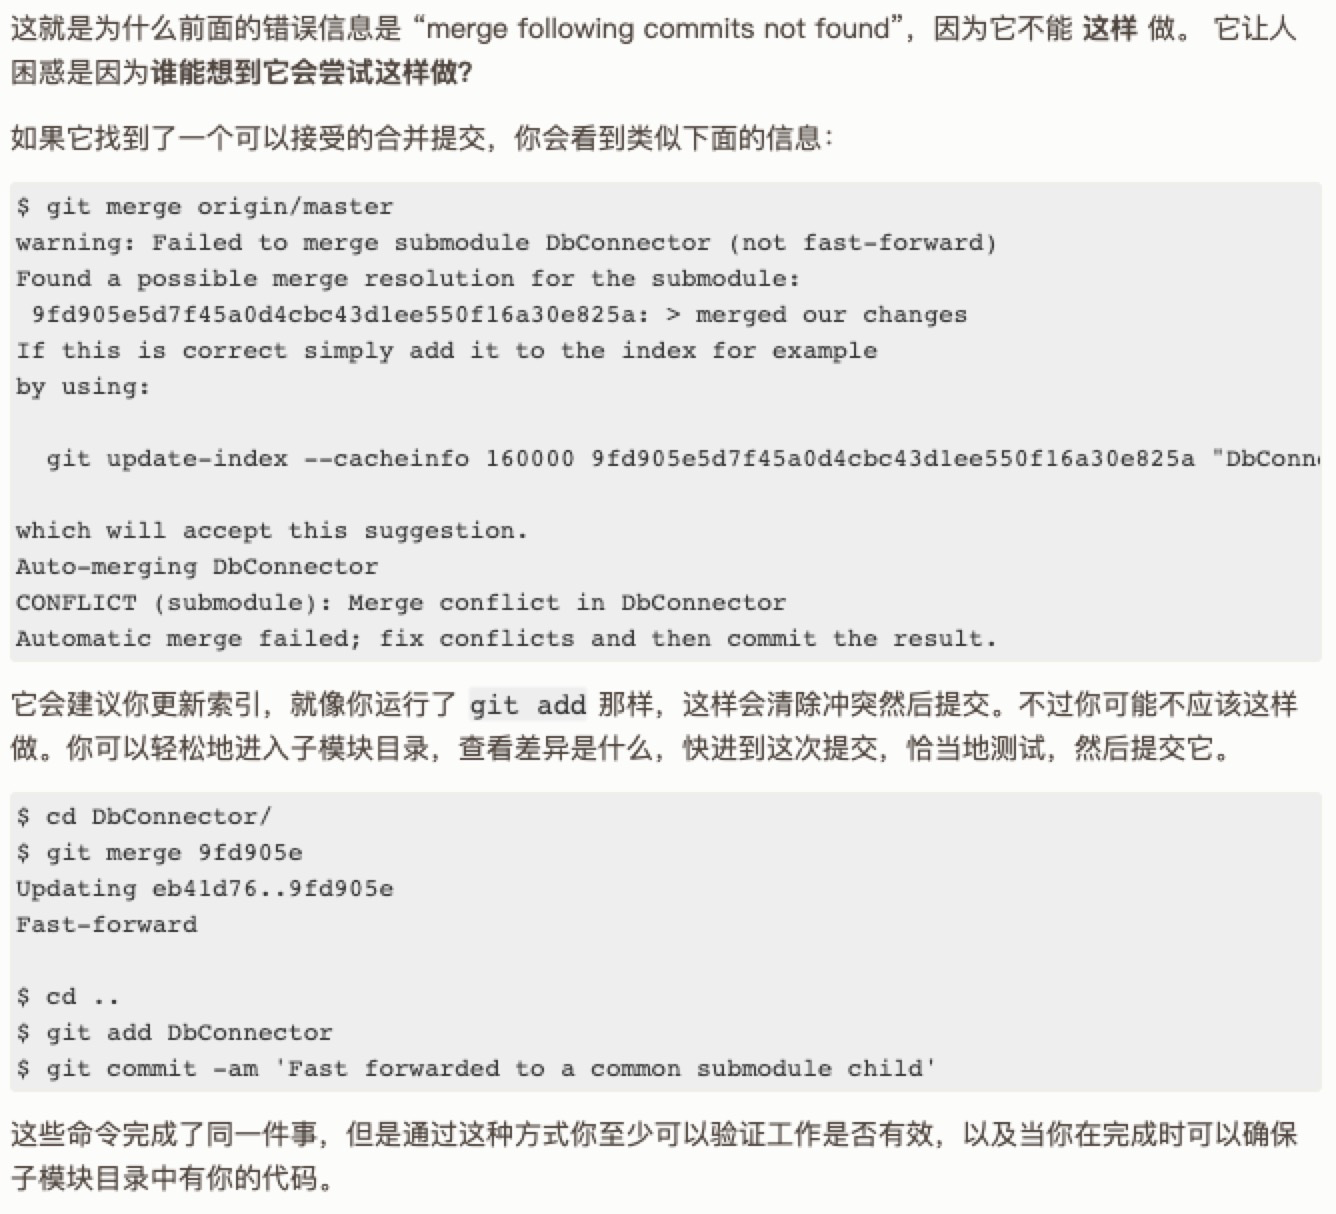 这就是为什么前面的错误信息是 “merge following commits not found”，因为它不能 这样 做。 它让人
困惑是因为谁能想到它会尝试这样做?
如果它找到了一个可以接受的合并提交，你会看到类似下面的信息：
$ git merge origin/master
warning: Failed to merge submodule DbConnector (not fast-forward)
Found a possible merge resolution for the submodule:
 9fd905e5d7f45a0d4cbc43d1ee550f16a30e825a: > merged our changes
If this is correct simply add it to the index for example
by using:
  git update-index --cacheinfo 160000 9fd905e5d7f45a0d4cbc43d1ee550f16a30e825a "DbConn
which will accept this suggestion.
Auto-merging DbConnector
CONFLICT (submodule): Merge conflict in DbConnector
Automatic merge failed; fix conflicts and then commit the result.
它会建议你更新索引，就像你运行了 git add 那样，这样会清除冲突然后提交。不过你可能不应该这样
做。你可以轻松地进入子模块目录，查看差异是什么，快进到这次提交，恰当地测试，然后提交它。
$ cd DbConnector/
$ git merge 9fd905e
Updating eb41d76..9fd905e
Fast-forward
$ cd ..
$ git add DbConnector
$ git commit -am 'Fast forwarded to a common submodule child'
这些命令完成了同一件事，但是通过这种方式你至少可以验证工作是否有效，以及当你在完成时可以确保
子模块目录中有你的代码。